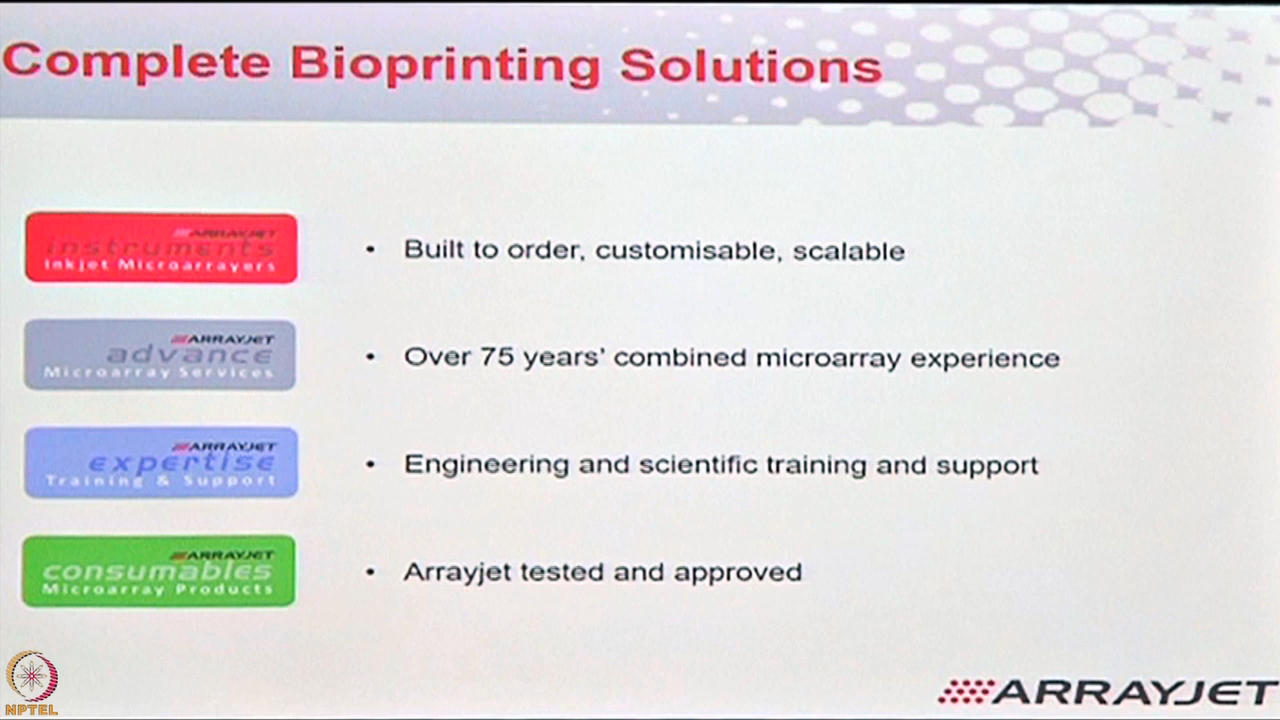 Complete Bioprinting Solutions
ARRAYJET
instruments
Inkjet Microarrayers
• Built to order, customisable, scalable
ARRAYJET
advance
Microarray Services
• Over 75 years’ combined microarray experience
ARRAYJET
expertise
Training & Support
• Engineering and scientific training and support
ARRAYJET
consumables
Microarray Products
• Arrayjet tested and approved
NPTEL
ARRAYJET